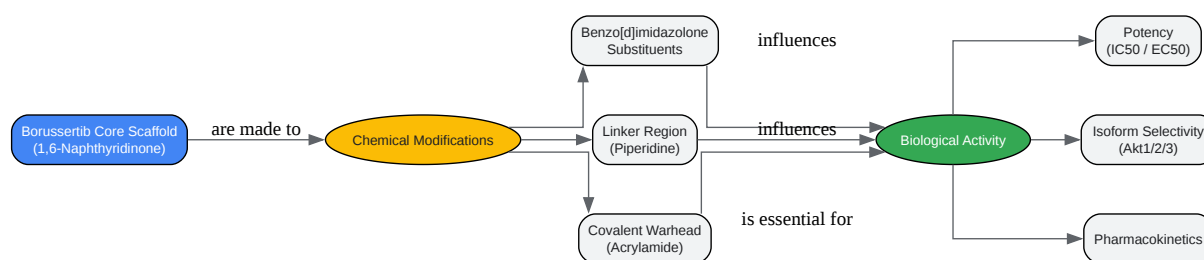 Borussertib Core Scaffold
(1,6-Naphthyridinone)
are made to
Chemical Modifications
Benzo[d]imidazolone
Substituents
Linker Region
(Piperidine)
Covalent Warhead
(Acrylamide)
influences
influences
is essential for
Biological Activity
Potency
(IC50 / EC50)
Isoform Selectivity
(Akt1/2/3)
Pharmacokinetics